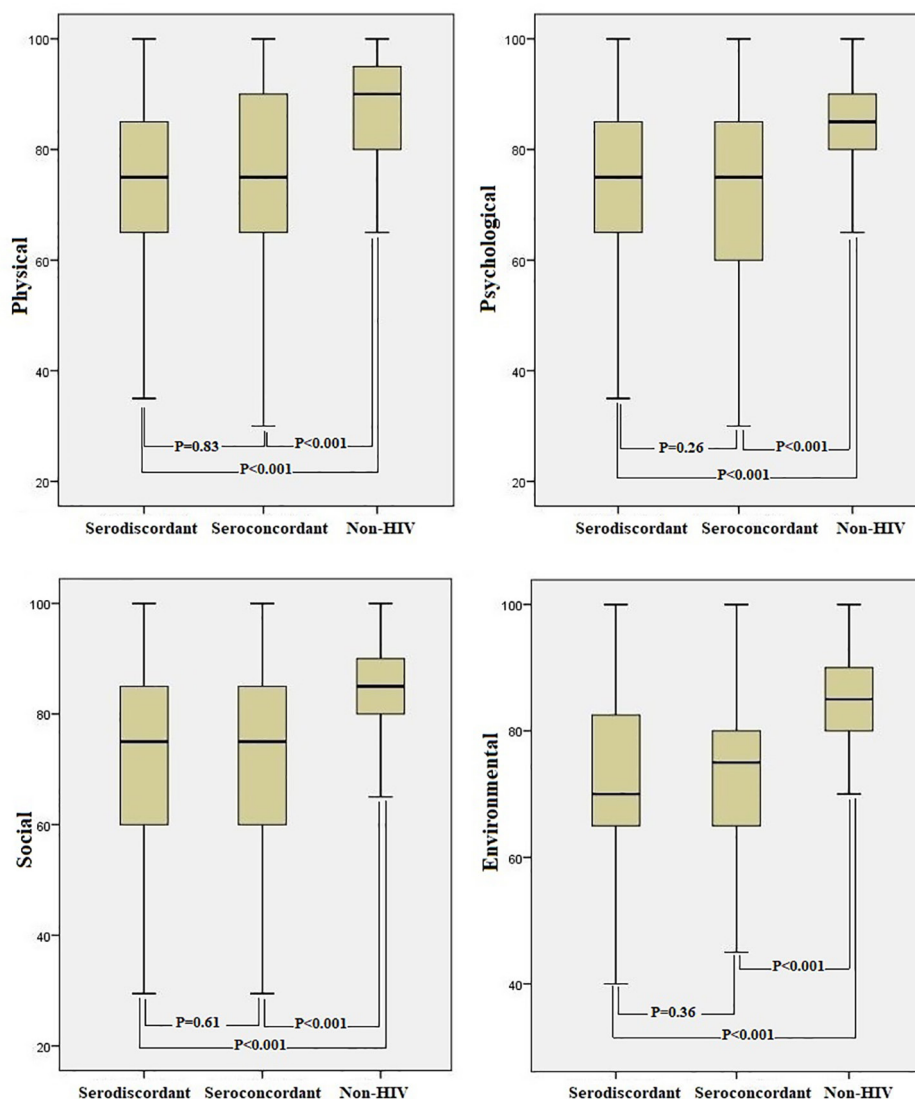 Physical
100
80
60
40
20
P=0.83
P<0.001
P<0.001
Serodiscordant Seroconcordant Non-HIV
Psychological
100
80
60
40
20
P=0.26
P<0.001
P<0.001
Serodiscordant Seroconcordant Non-HIV
Social
100
80
60
40
20
P=0.61
P<0.001
P<0.001
Serodiscordant Seroconcordant Non-HIV
Environmental
100
80
60
40
P<0.001
P=0.36
P<0.001
Serodiscordant Seroconcordant Non-HIV